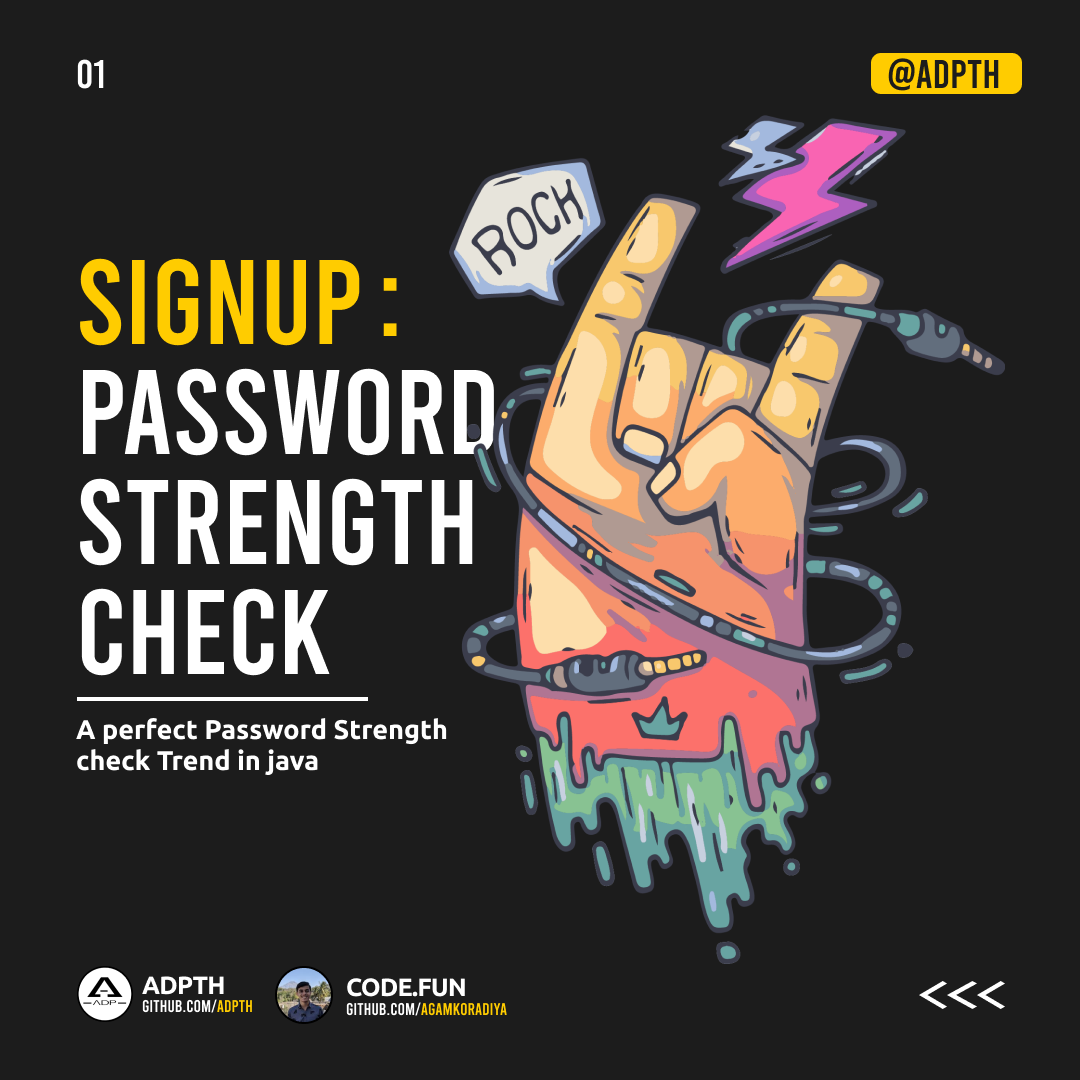 01
@ADPTH
ROCK
SIGNUP :
PASSWORD
STRENGTH
CHECK
A perfect Password Strength
check Trend in java
ADP
ADPTH
GITHUB.COM/ADPTH
CODE.FUN
GITHUB.COM/AGAMKORADIYA